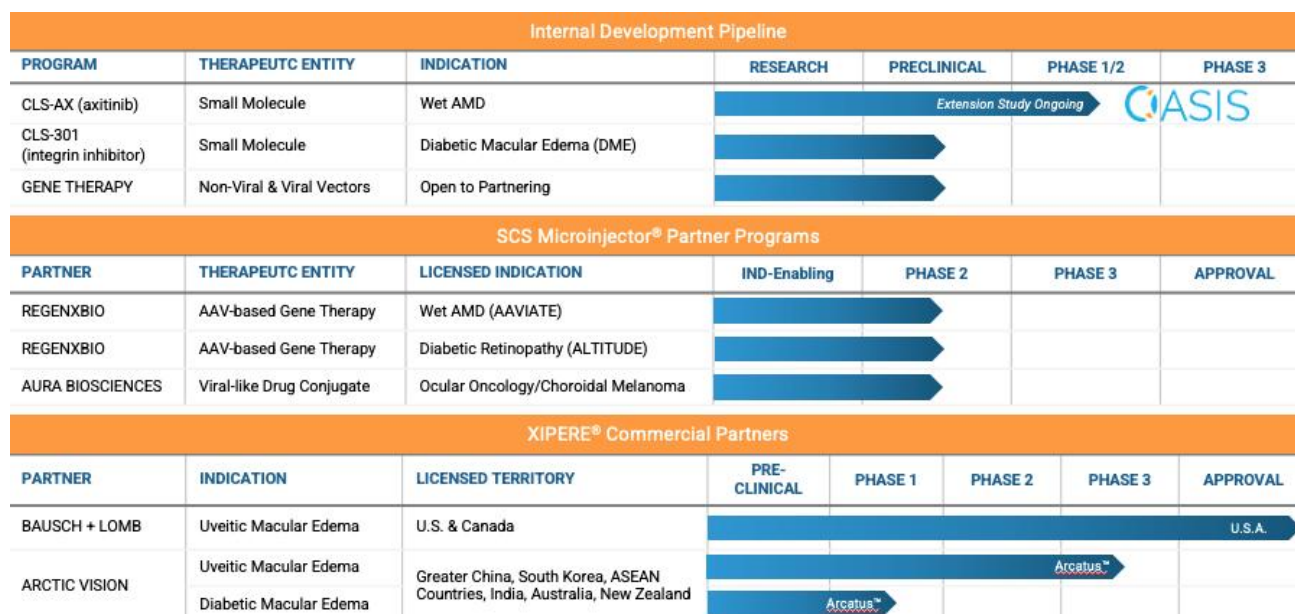 Internal Development Pipeline
PROGRAM THERAPEUTC ENTITY INDICATION RESEARCH PRECLINICAL PHASE 1/2 PHASE 3
CLS-AX (axitinib) Small Molecule Wet AMD Extension Study Ongoing OASIS
CLS-301
(integrin inhibitor) Small Molecule Diabetic Macular Edema (DME)
GENE THERAPY Non-Viral & Viral Vectors Open to Partnering
SCS Microinjector® Partner Programs
PARTNER THERAPEUTC ENTITY LICENSED INDICATION IND-Enabling PHASE 2 PHASE 3 APPROVAL
REGENXBIO AAV-based Gene Therapy Wet AMD (AAVIATE)
REGENXBIO AAV-based Gene Therapy Diabetic Retinopathy (ALTITUDE)
AURA BIOSCIENCES Viral-like Drug Conjugate Ocular Oncology/Choroidal Melanoma
XIPERE® Commercial Partners
PARTNER INDICATION LICENSED TERRITORY PRE-
CLINICAL PHASE 1 PHASE 2 PHASE 3 APPROVAL
BAUSCH + LOMB Uveitic Macular Edema U.S. & Canada U.S.A.
ARCTIC VISION Uveitic Macular Edema Greater China, South Korea, ASEAN
Countries, India, Australia, New Zealand Arcatus™
Diabetic Macular Edema Arcatus™